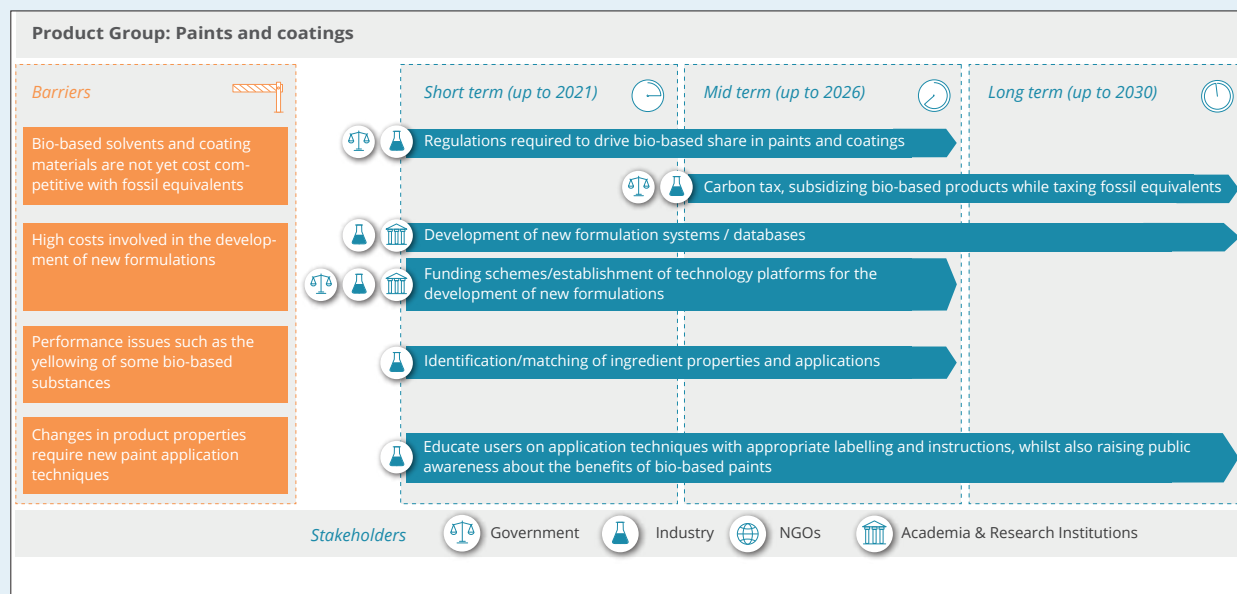 Product Group: Paints and coatings
Barriers
Short term (up to 2021)
Mid term (up to 2026)
Long term (up to 2030)
Bio-based solvents and coating
materials are not yet cost com-
petitive with fossil equivalents
Regulations required to drive bio-based share in paints and coatings
Carbon tax, subsidizing bio-based products while taxing fossil equivalents
High costs involved in the develop-
ment of new formulations
Development of new formulation systems / databases
Funding schemes/establishment of technology platforms for the
development of new formulations
Performance issues such as the
yellowing of some bio-based
substances
Identification/matching of ingredient properties and applications
Changes in product properties
require new paint application
techniques
Educate users on application techniques with appropriate labelling and instructions, whilst also raising public
awareness about the benefits of bio-based paints
Stakeholders
Government
Industry
NGOs
Academia & Research Institutions